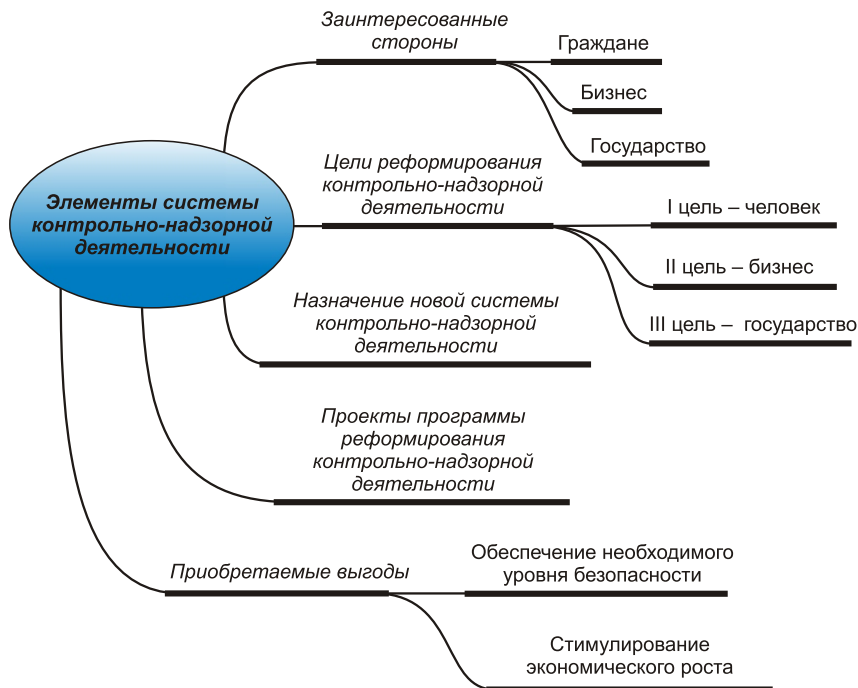 Элементы системы
контрольно-надзорной
деятельности
Заинтересованные
стороны
Граждане
Бизнес
Государство
Цели реформирования
контрольно-надзорной
деятельности
I цель – человек
II цель – бизнес
III цель –  государство
Назначение новой системы
контрольно-надзорной
деятельности
Проекты программы
реформирования
контрольно-надзорной
деятельности
Приобретаемые выгоды
Обеспечение необходимого
уровня безопасности
Стимулирование
экономического роста